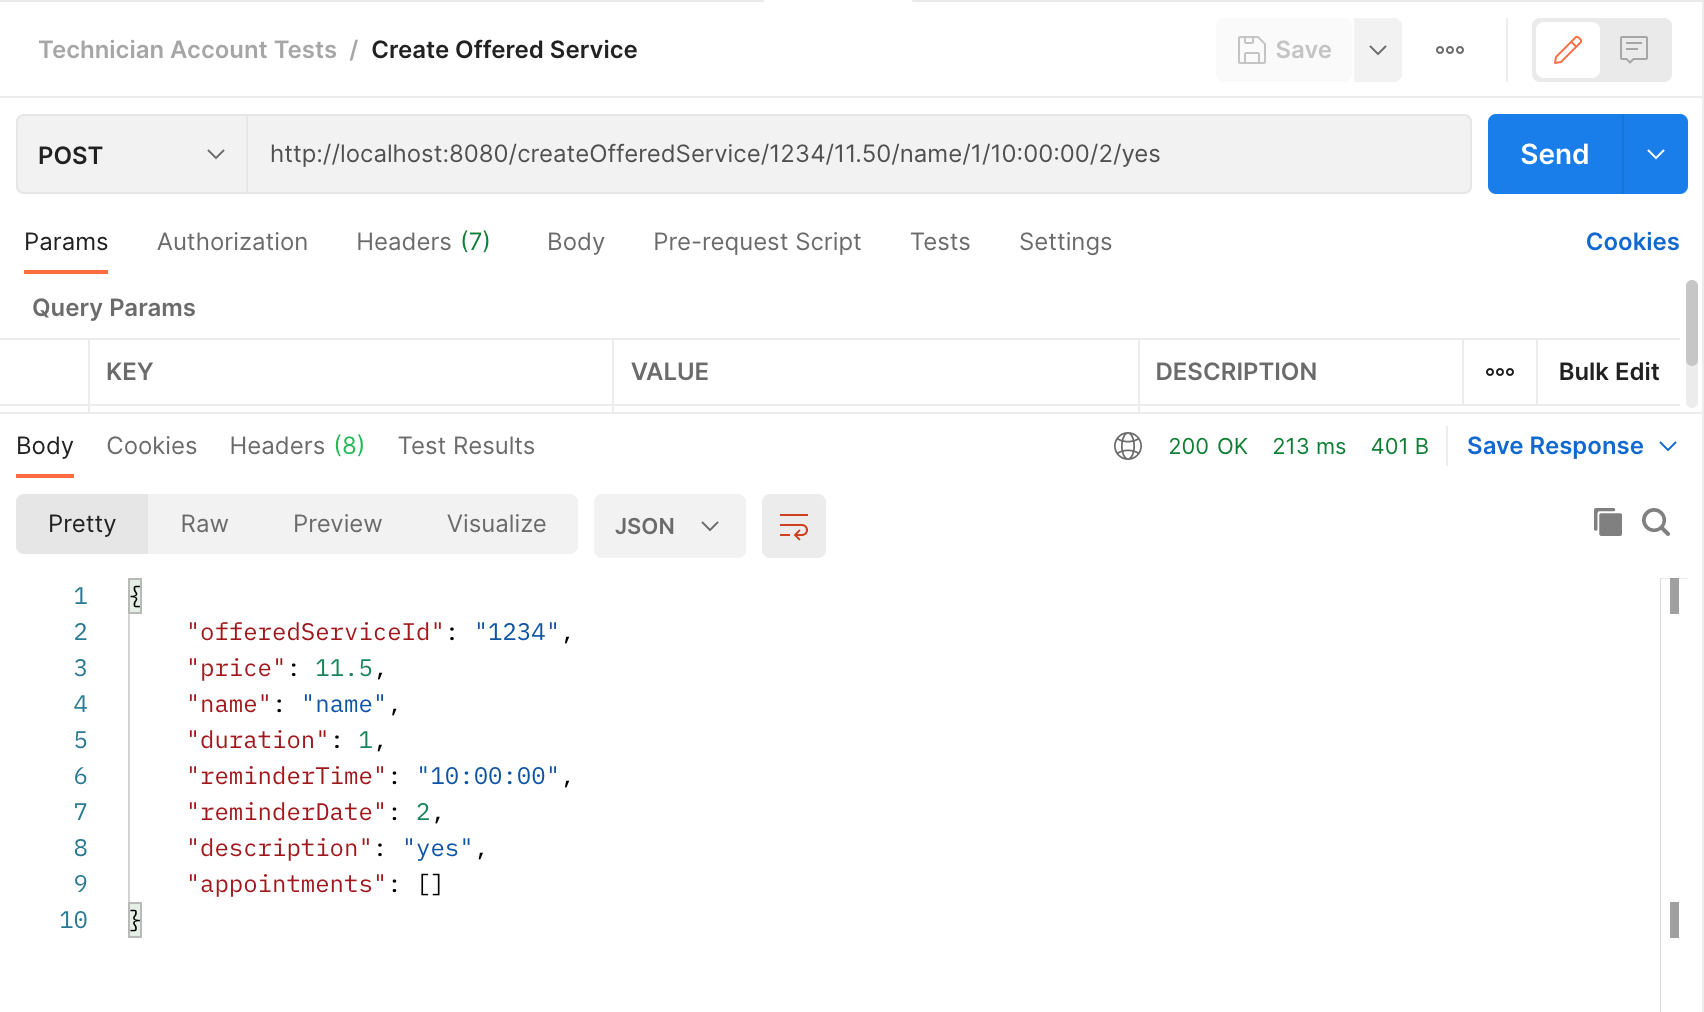 Technician Account Tests / Create Offered Service
Save
POST
http://localhost:8080/createOfferedService/1234/11.50/name/1/10:00:00/2/yes
Send
Params Authorization Headers (7) Body Pre-request Script Tests Settings Cookies
Query Params
KEY VALUE DESCRIPTION Bulk Edit
Body Cookies Headers (8) Test Results 200 OK 213 ms 401 B Save Response
Pretty Raw Preview Visualize JSON
1 {
2 "offeredServiceId": "1234",
3 "price": 11.5,
4 "name": "name",
5 "duration": 1,
6 "reminderTime": "10:00:00",
7 "reminderDate": 2,
8 "description": "yes",
9 "appointments": []
10 }